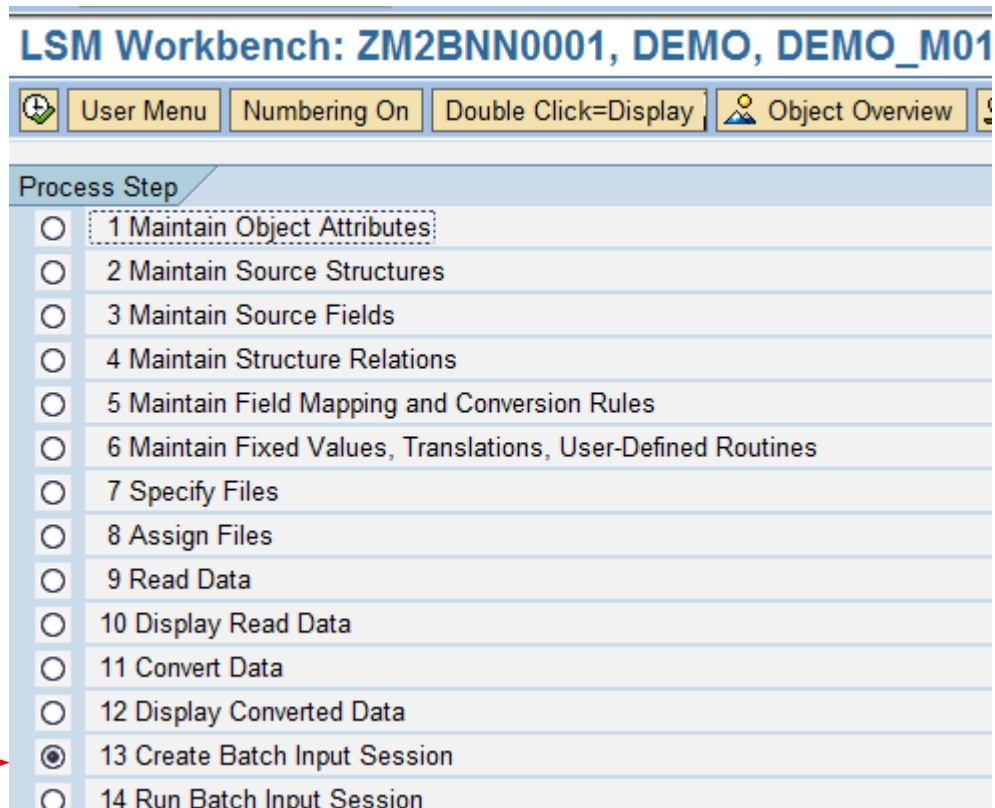 LSM Workbench: ZM2BNN0001, DEMO, DEMO_M01
User Menu Numbering On Double Click=Display Object Overview
Process Step
1 Maintain Object Attributes
2 Maintain Source Structures
3 Maintain Source Fields
4 Maintain Structure Relations
5 Maintain Field Mapping and Conversion Rules
6 Maintain Fixed Values, Translations, User-Defined Routines
7 Specify Files
8 Assign Files
9 Read Data
10 Display Read Data
11 Convert Data
12 Display Converted Data
13 Create Batch Input Session
14 Run Batch Input Session